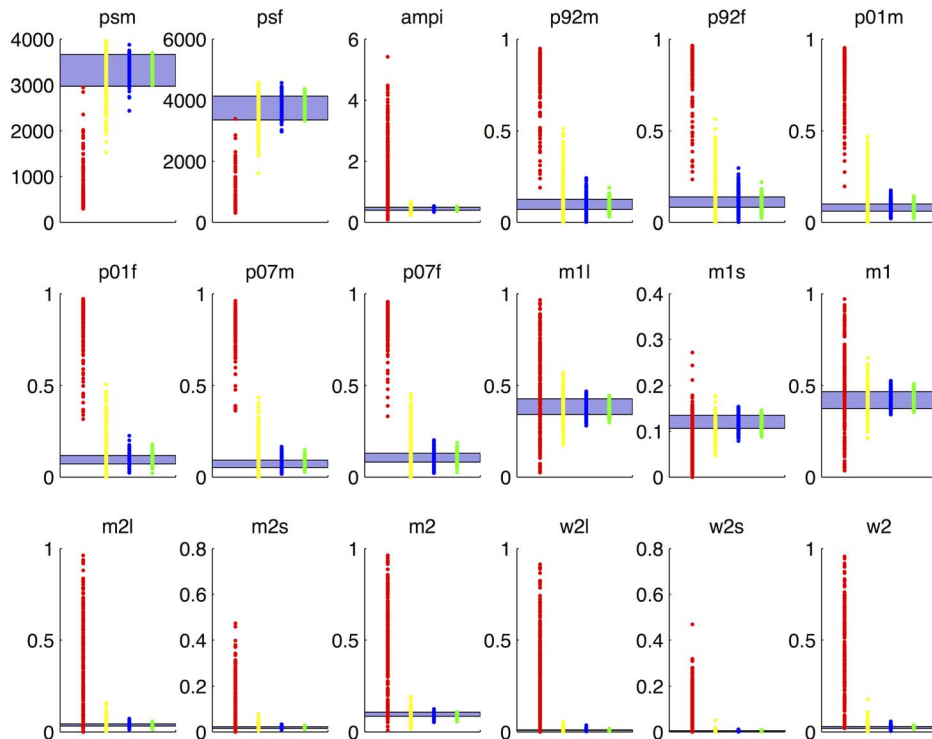 psm psf ampi p92m p92f p01m
4000 6000 6 1 1 1
3000 4000 4
2000 0.5 0.5 0.5
1000 2000 2
0 0 0 0 0 0
p01f p07m p07f m1l m1s m1
1 1 1 1 0.4 1
0.3
0.5 0.5 0.5 0.5 0.2 0.5
0.1
0 0 0 0 0 0
m2l m2s m2 w2l w2s w2
1 0.8 1 1 0.8 1
0.6 0.6
0.5 0.4 0.5 0.5 0.4 0.5
0.2 0.2
0 0 0 0 0 0